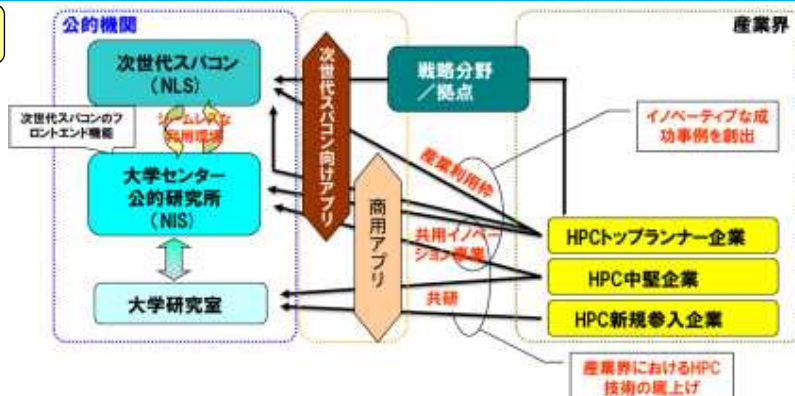 公的機関
産業界
次世代スパコン
(NLS)
戦略分野
/拠点
次世代スパコン向けアプリ
次世代スパコンのフ
ロントエンド機能
シームレスな
利用環境
イノベーティブな成
功事例を創出
産業利用枠
大学センター
公的研究所
(NIS)
商用アプリ
共用イノベー
ション事業
HPCトップランナー企業
HPC中堅企業
大学研究室
共研
HPC新規参入企業
産業界におけるHPC
技術の底上げ